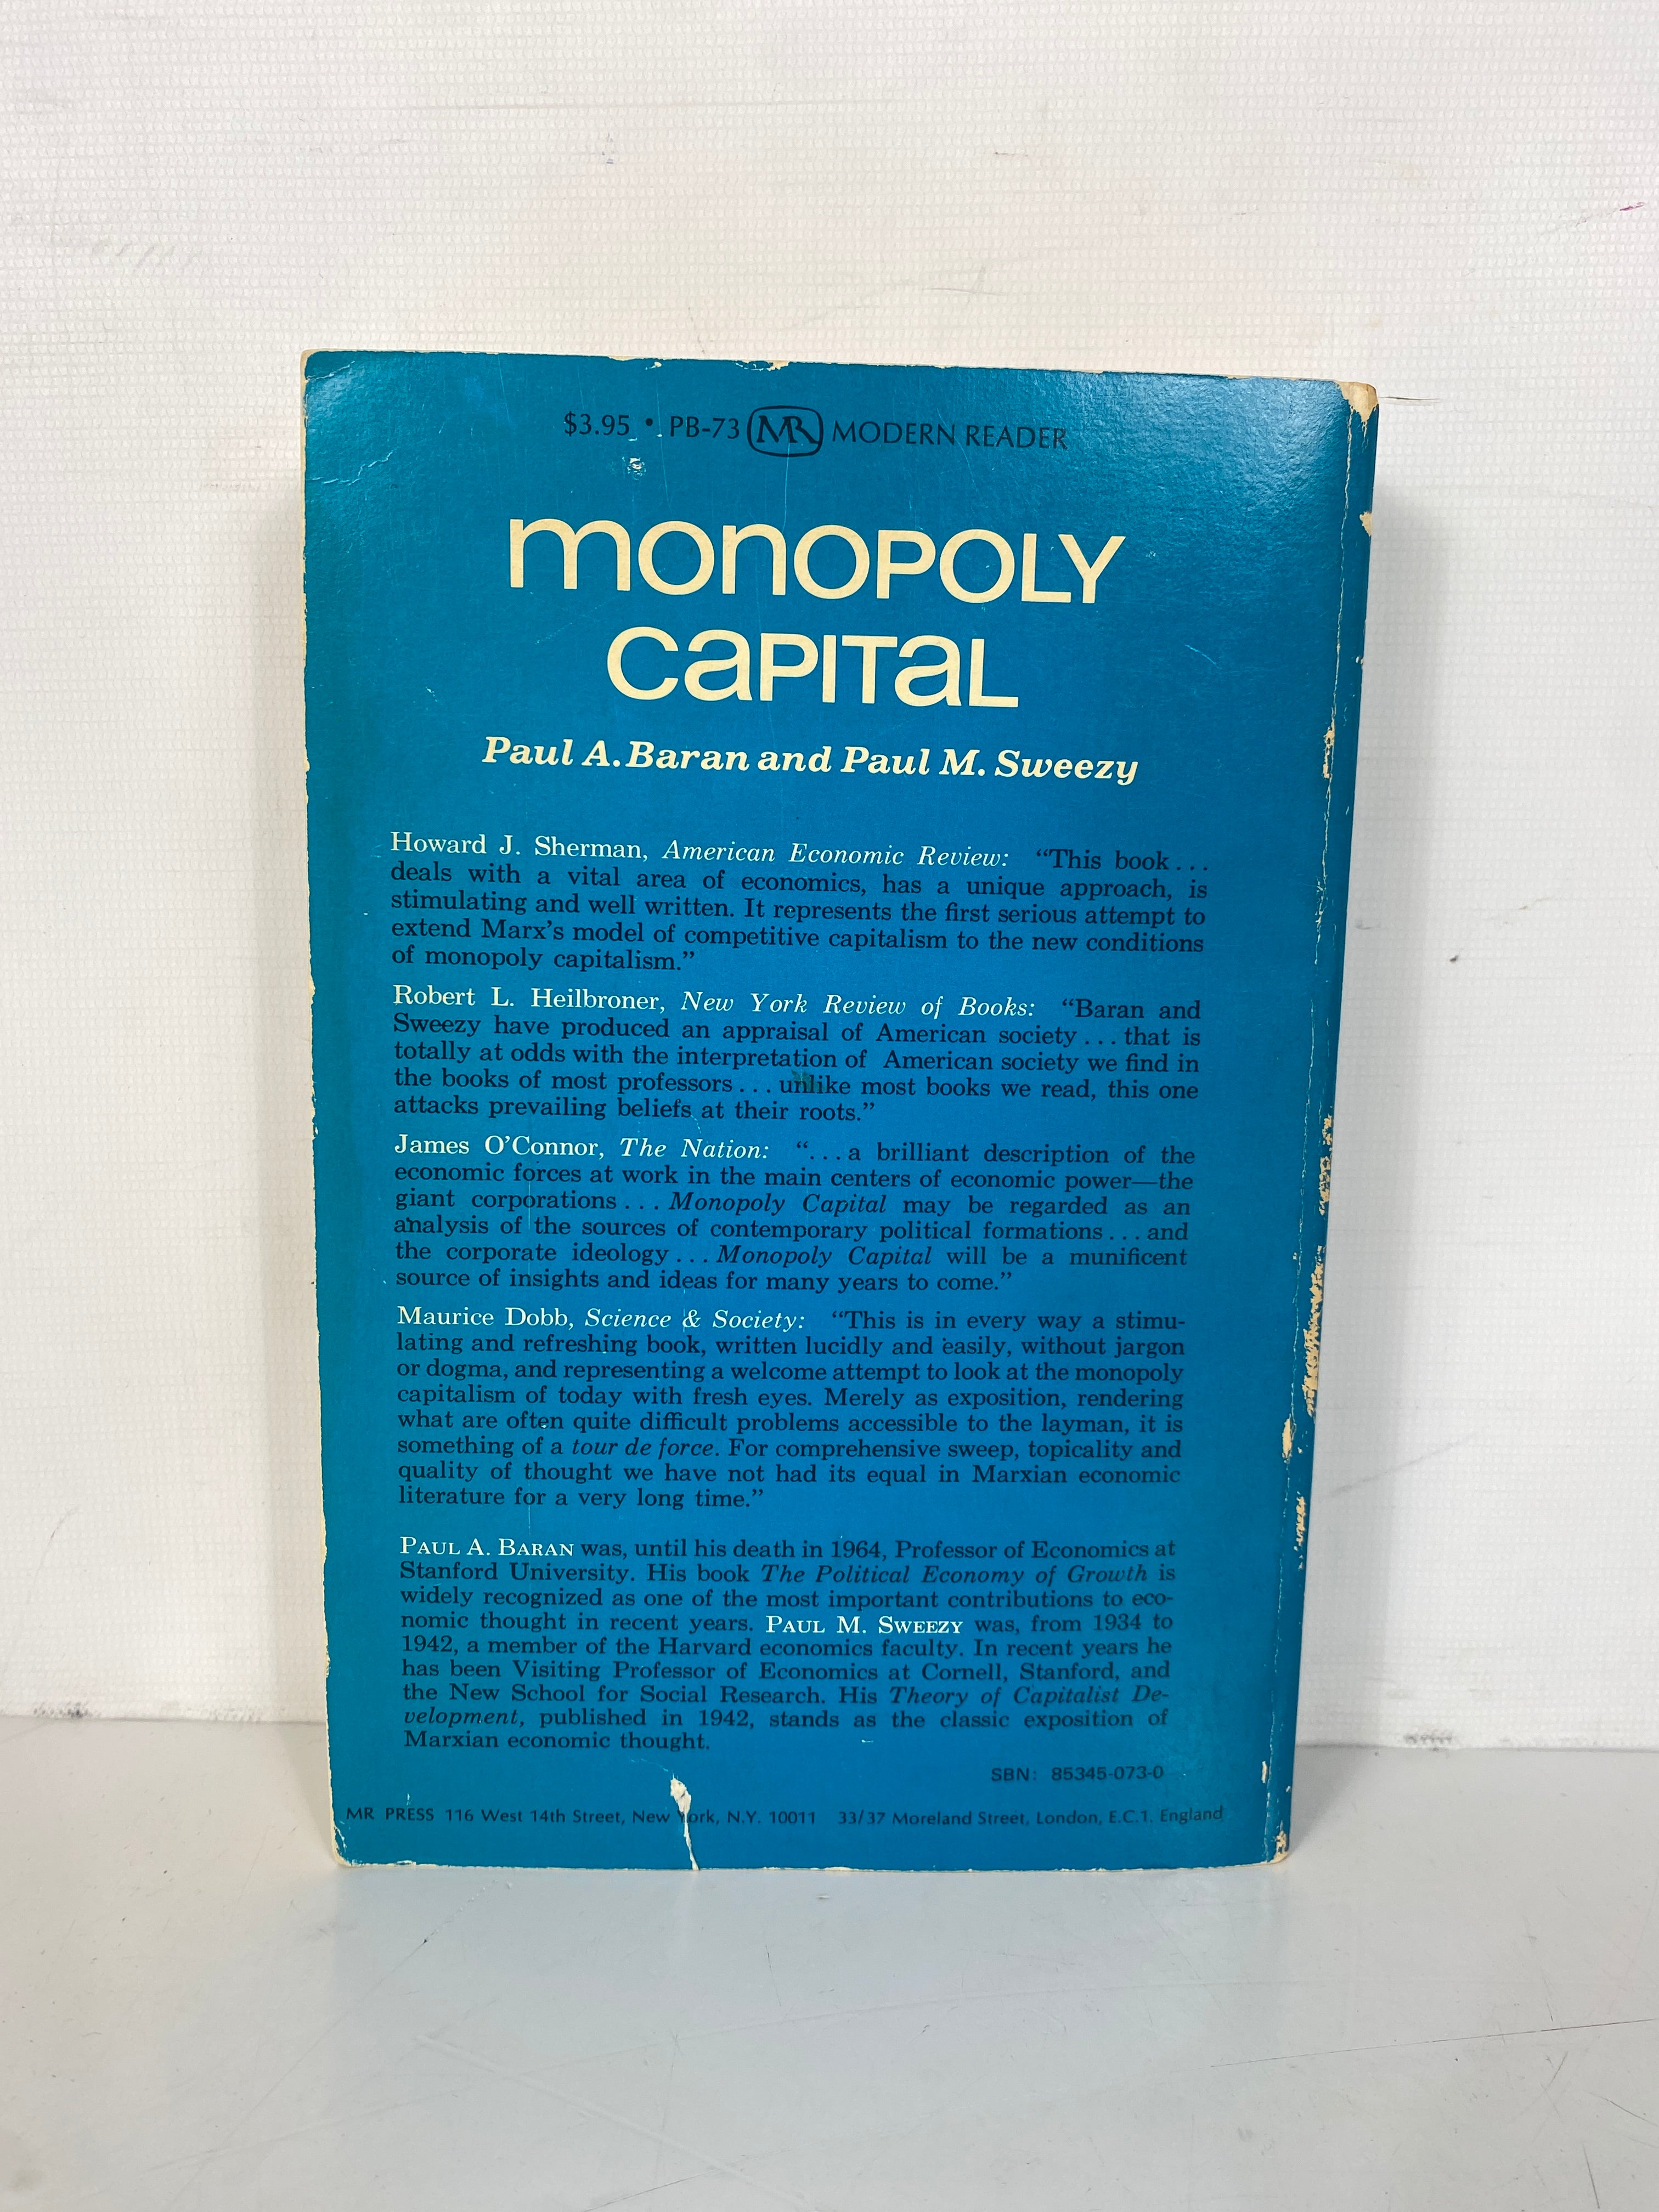 $3.95 • PB-73 MR MODERN READER
MONOPOLY
CAPITAL
Paul A. Baran and Paul M. Sweezy
Howard J. Sherman, American Economic Review: “This book . . .
deals with a vital area of economics, has a unique approach, is
stimulating and well written. It represents the first serious attempt to
extend Marx’s model of competitive capitalism to the new conditions
of monopoly capitalism.”
Robert L. Heilbroner, New York Review of Books: “Baran and
Sweezy have produced an appraisal of American society . . . that is
totally at odds with the interpretation of American society we find in
the books of most professors . . . unlike most books we read, this one
attacks prevailing beliefs at their roots.”
James O’Connor, The Nation: “. . . a brilliant description of the
economic forces at work in the main centers of economic power—the
giant corporations . . . Monopoly Capital may be regarded as an
analysis of the sources of contemporary political formations . . . and
the corporate ideology . . . Monopoly Capital will be a munificent
source of insights and ideas for many years to come.”
Maurice Dobb, Science & Society: “This is in every way a stimu-
lating and refreshing book, written lucidly and easily, without jargon
or dogma, and representing a welcome attempt to look at the monopoly
capitalism of today with fresh eyes. Merely as exposition, rendering
what are often quite difficult problems accessible to the layman, it is
something of a tour de force. For comprehensive sweep, topicality and
quality of thought we have not had its equal in Marxian economic
literature for a very long time.”
PAUL A. BARAN was, until his death in 1964, Professor of Economics at
Stanford University. His book The Political Economy of Growth is
widely recognized as one of the most important contributions to eco-
nomic thought in recent years. PAUL M. SWEEZY was, from 1934 to
1942, a member of the Harvard economics faculty. In recent years he
has been Visiting Professor of Economics at Cornell, Stanford, and
the New School for Social Research. His Theory of Capitalist De-
velopment, published in 1942, stands as the classic exposition of
Marxian economic thought.
SBN: 85345-073-0
MR PRESS 116 West 14th Street, New York, N.Y. 10011 33/37 Moreland Street, London, E.C.1. England